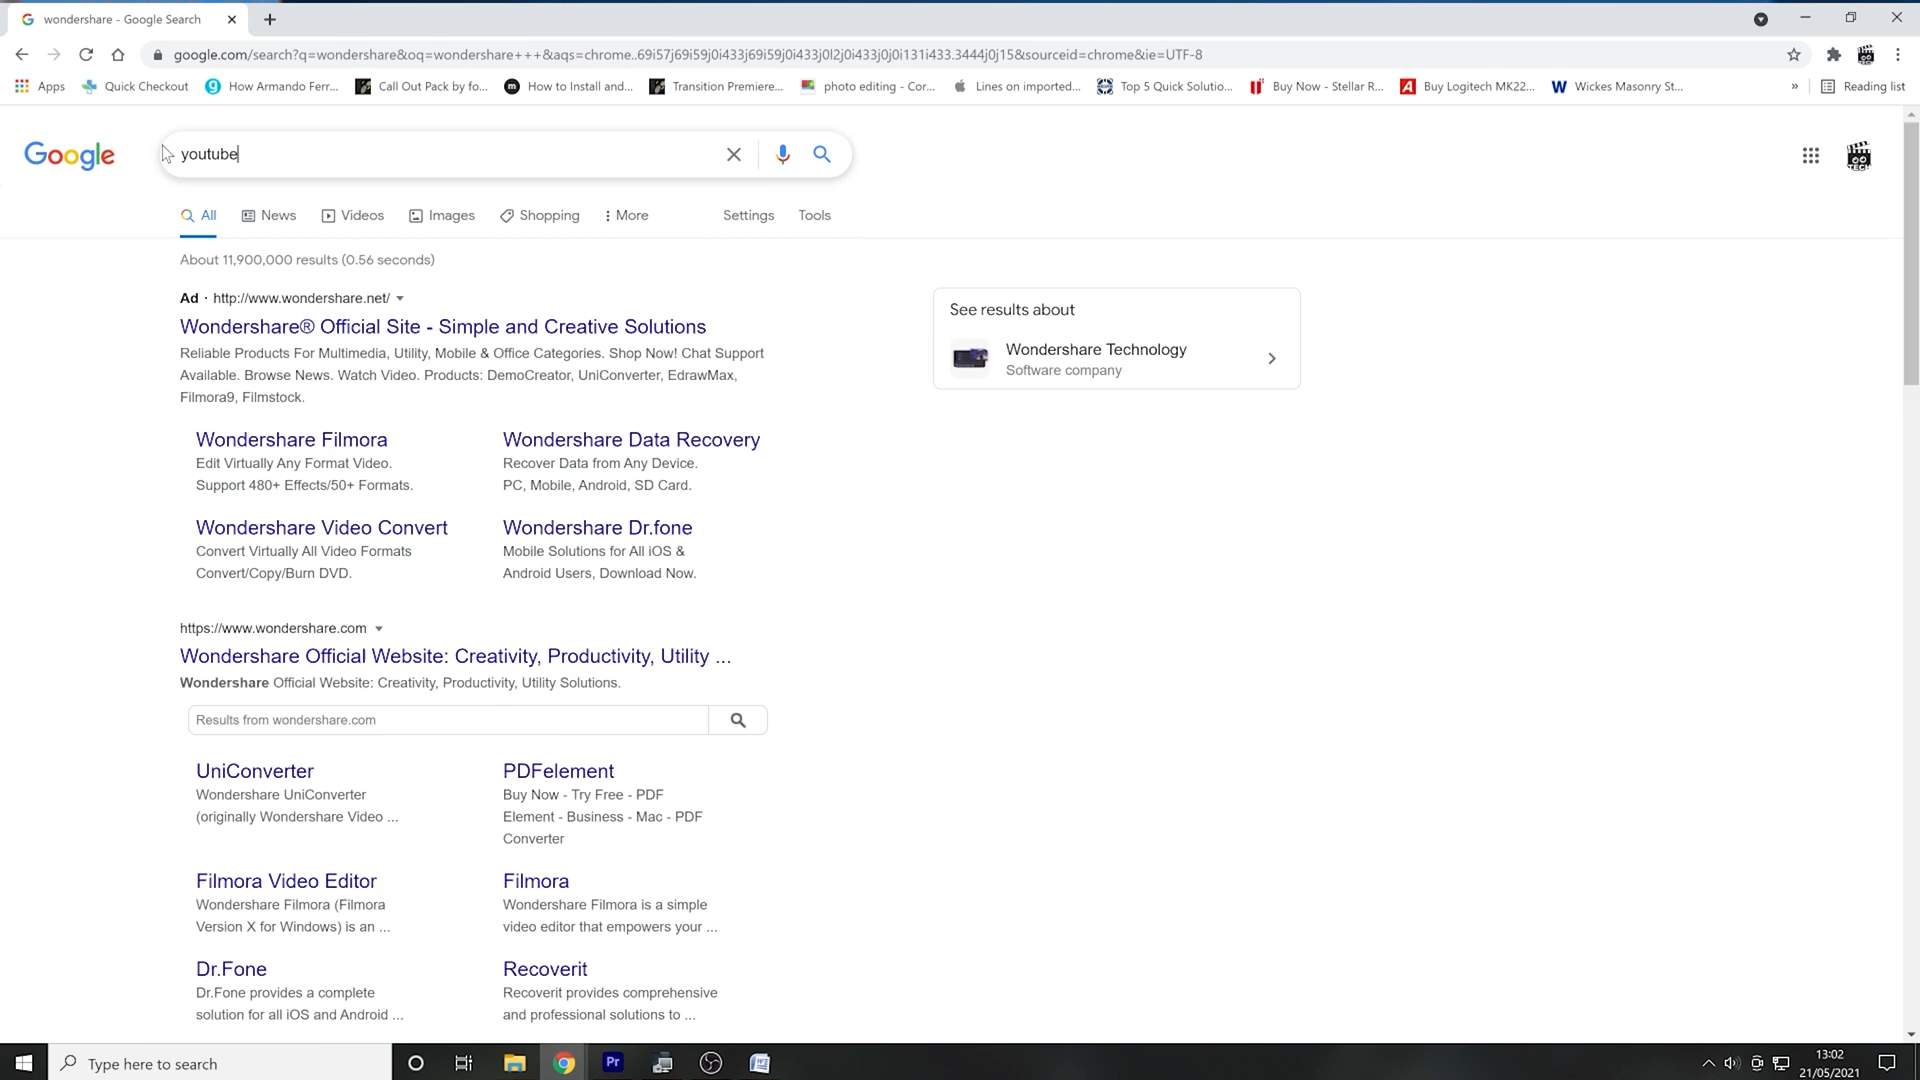 wondershare - Google Search
google.com/search?q=wondershare&oq=wondershare+++&aqs=chrome..69i57j69i59j0i433j69i59j0i433j0l2j0i433j0j0i131i433.3444j0j15&sourceid=chrome&ie=UTF-8
Apps Quick Checkout How Armando Ferr... Call Out Pack by fo... How to Install and... Transition Premiere... photo editing - Cor... Lines on imported... Top 5 Quick Solutio... Buy Now - Stellar R... Buy Logitech MK22... Wickes Masonry St... » Reading list
Google youtube
All News Videos Images Shopping More Settings Tools
About 11,900,000 results (0.56 seconds)
Ad · http://www.wondershare.net/
Wondershare® Official Site - Simple and Creative Solutions
Reliable Products For Multimedia, Utility, Mobile & Office Categories. Shop Now! Chat Support
Available. Browse News. Watch Video. Products: DemoCreator, UniConverter, EdrawMax,
Filmora9, Filmstock.
See results about
Wondershare Technology
Software company
Wondershare Filmora
Edit Virtually Any Format Video.
Support 480+ Effects/50+ Formats.
Wondershare Data Recovery
Recover Data from Any Device.
PC, Mobile, Android, SD Card.
Wondershare Video Convert
Convert Virtually All Video Formats
Convert/Copy/Burn DVD.
Wondershare Dr.fone
Mobile Solutions for All iOS &
Android Users, Download Now.
https://www.wondershare.com
Wondershare Official Website: Creativity, Productivity, Utility ...
Wondershare Official Website: Creativity, Productivity, Utility Solutions.
Results from wondershare.com
UniConverter
Wondershare UniConverter
(originally Wondershare Video ...
PDFelement
Buy Now - Try Free - PDF
Element - Business - Mac - PDF
Converter
Filmora Video Editor
Wondershare Filmora (Filmora
Version X for Windows) is an ...
Filmora
Wondershare Filmora is a simple
video editor that empowers your ...
Dr.Fone
Dr.Fone provides a complete
solution for all iOS and Android ...
Recoverit
Recoverit provides comprehensive
and professional solutions to ...
Type here to search
Pr
13:02
21/05/2021